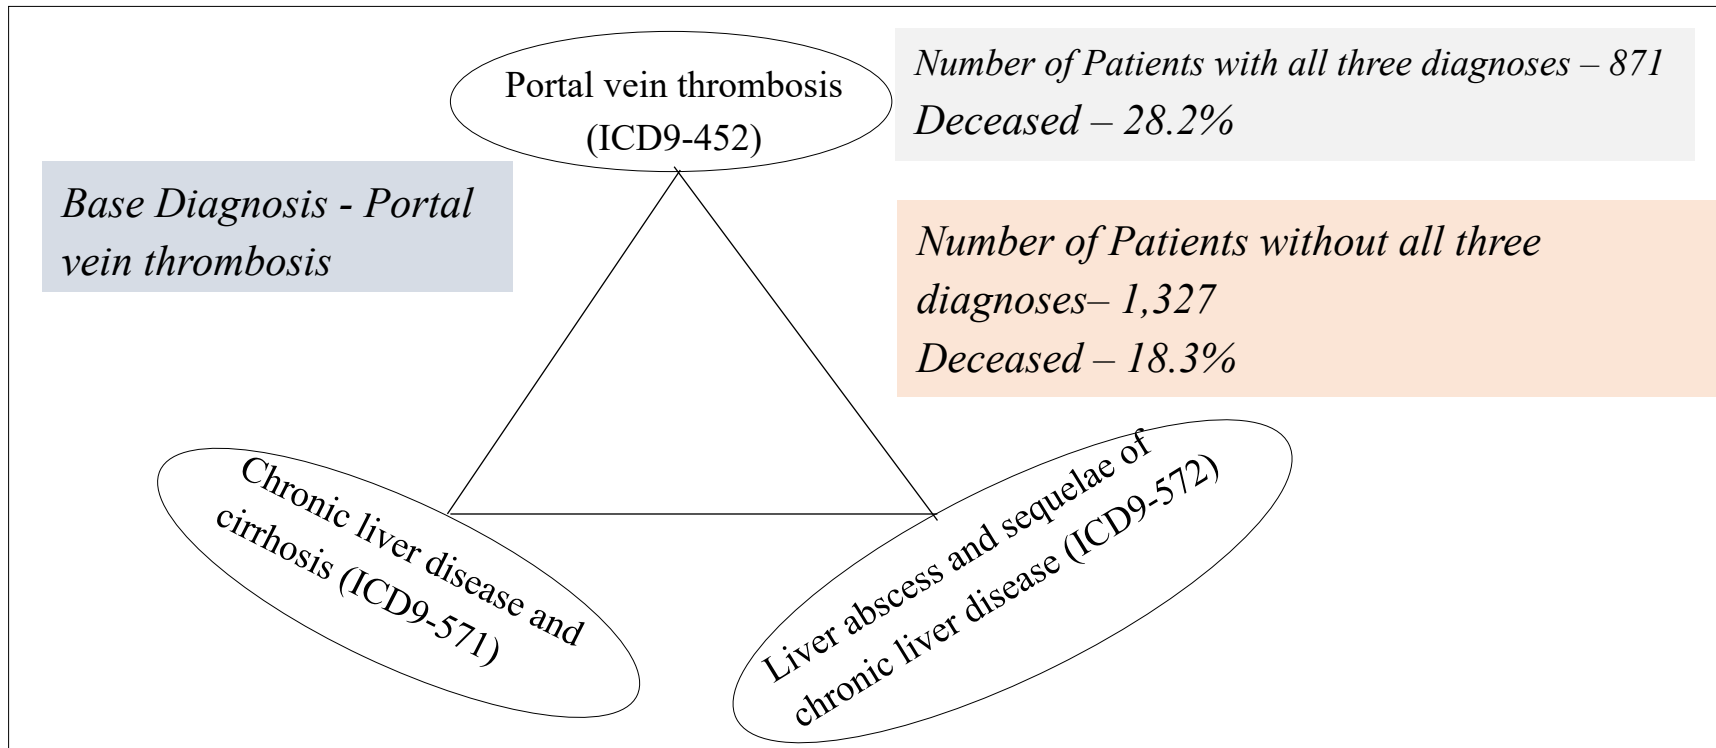 Portal vein thrombosis
(ICD9-452)
Number of Patients with all three diagnoses – 871
Deceased – 28.2%
Base Diagnosis - Portal
vein thrombosis
Number of Patients without all three
diagnoses– 1,327
Deceased – 18.3%
Chronic liver disease and
cirrhosis (ICD9-571)
Liver abscess and sequelae of
chronic liver disease (ICD9-572)